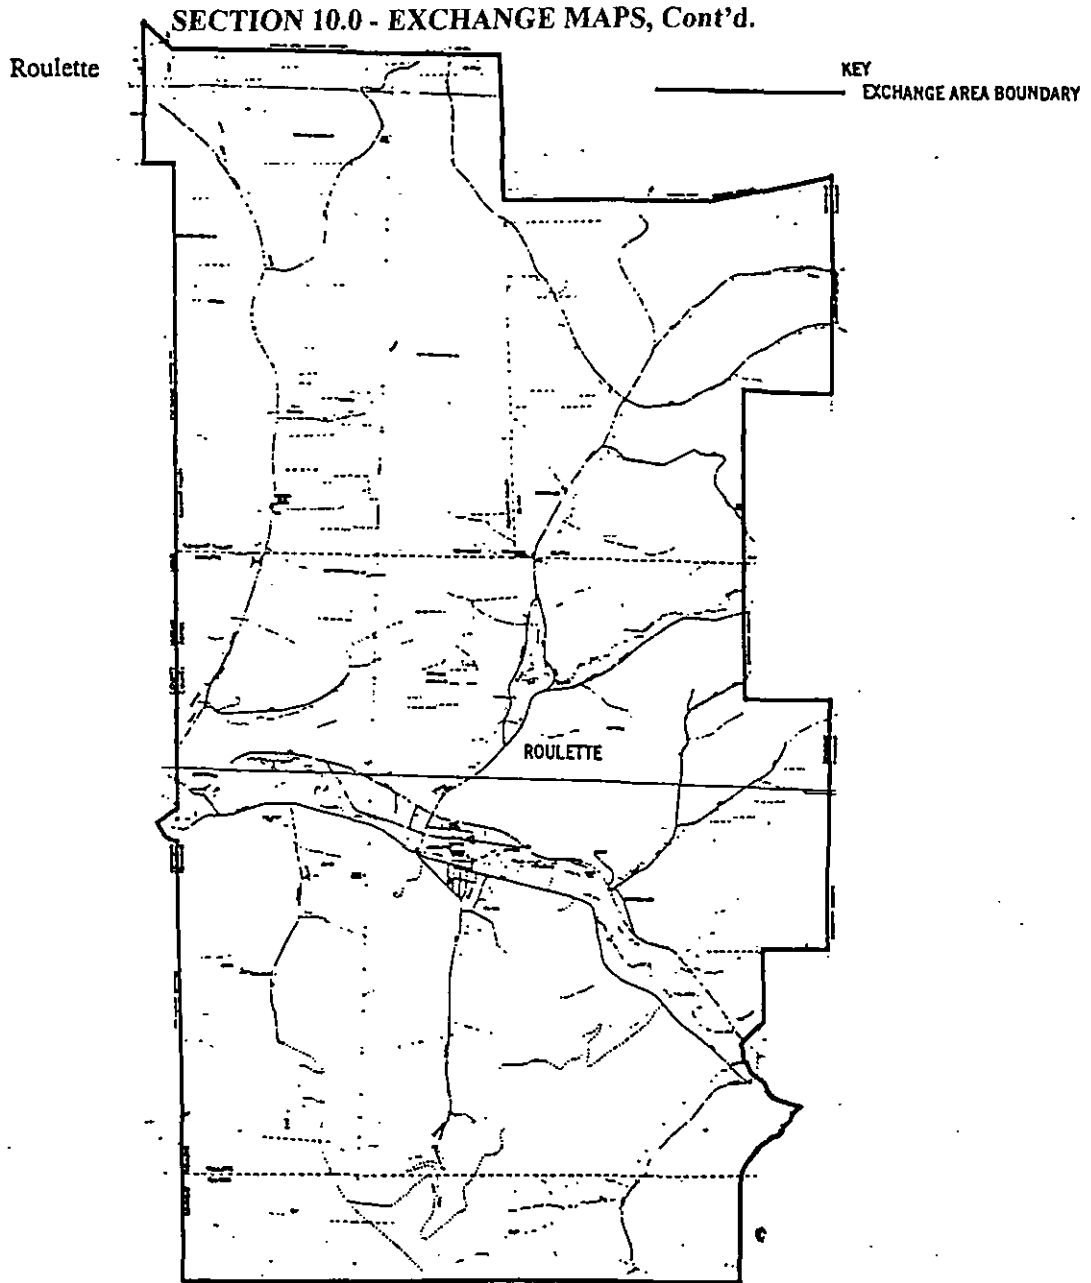 SECTION 10.0 - EXCHANGE MAPS, Cont'd.
Roulette
KEY
EXCHANGE AREA BOUNDARY
ROULETTE